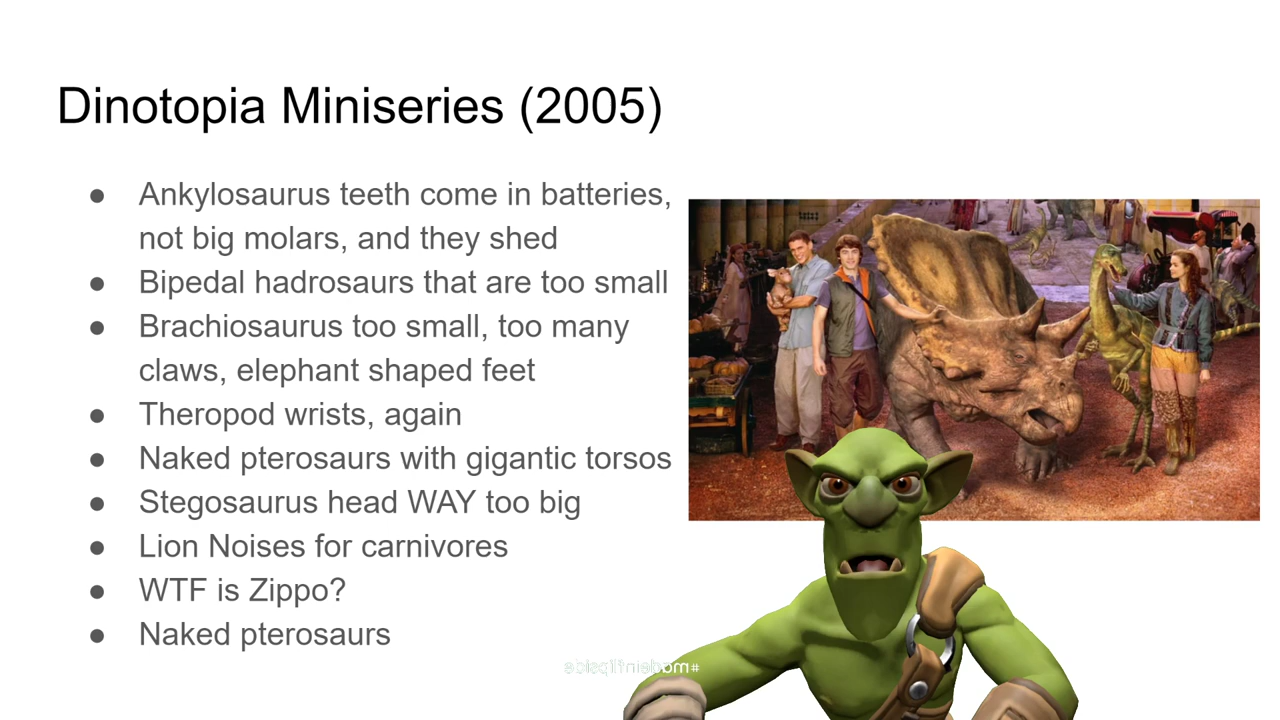 Dinotopia Miniseries (2005)
● Ankylosaurus teeth come in batteries,
not big molars, and they shed
● Bipedal hadrosaurs that are too small
● Brachiosaurus too small, too many
claws, elephant shaped feet
● Theropod wrists, again
● Naked pterosaurs with gigantic torsos
● Stegosaurus head WAY too big
● Lion Noises for carnivores
● WTF is Zippo?
● Naked pterosaurs
#madeinflipside